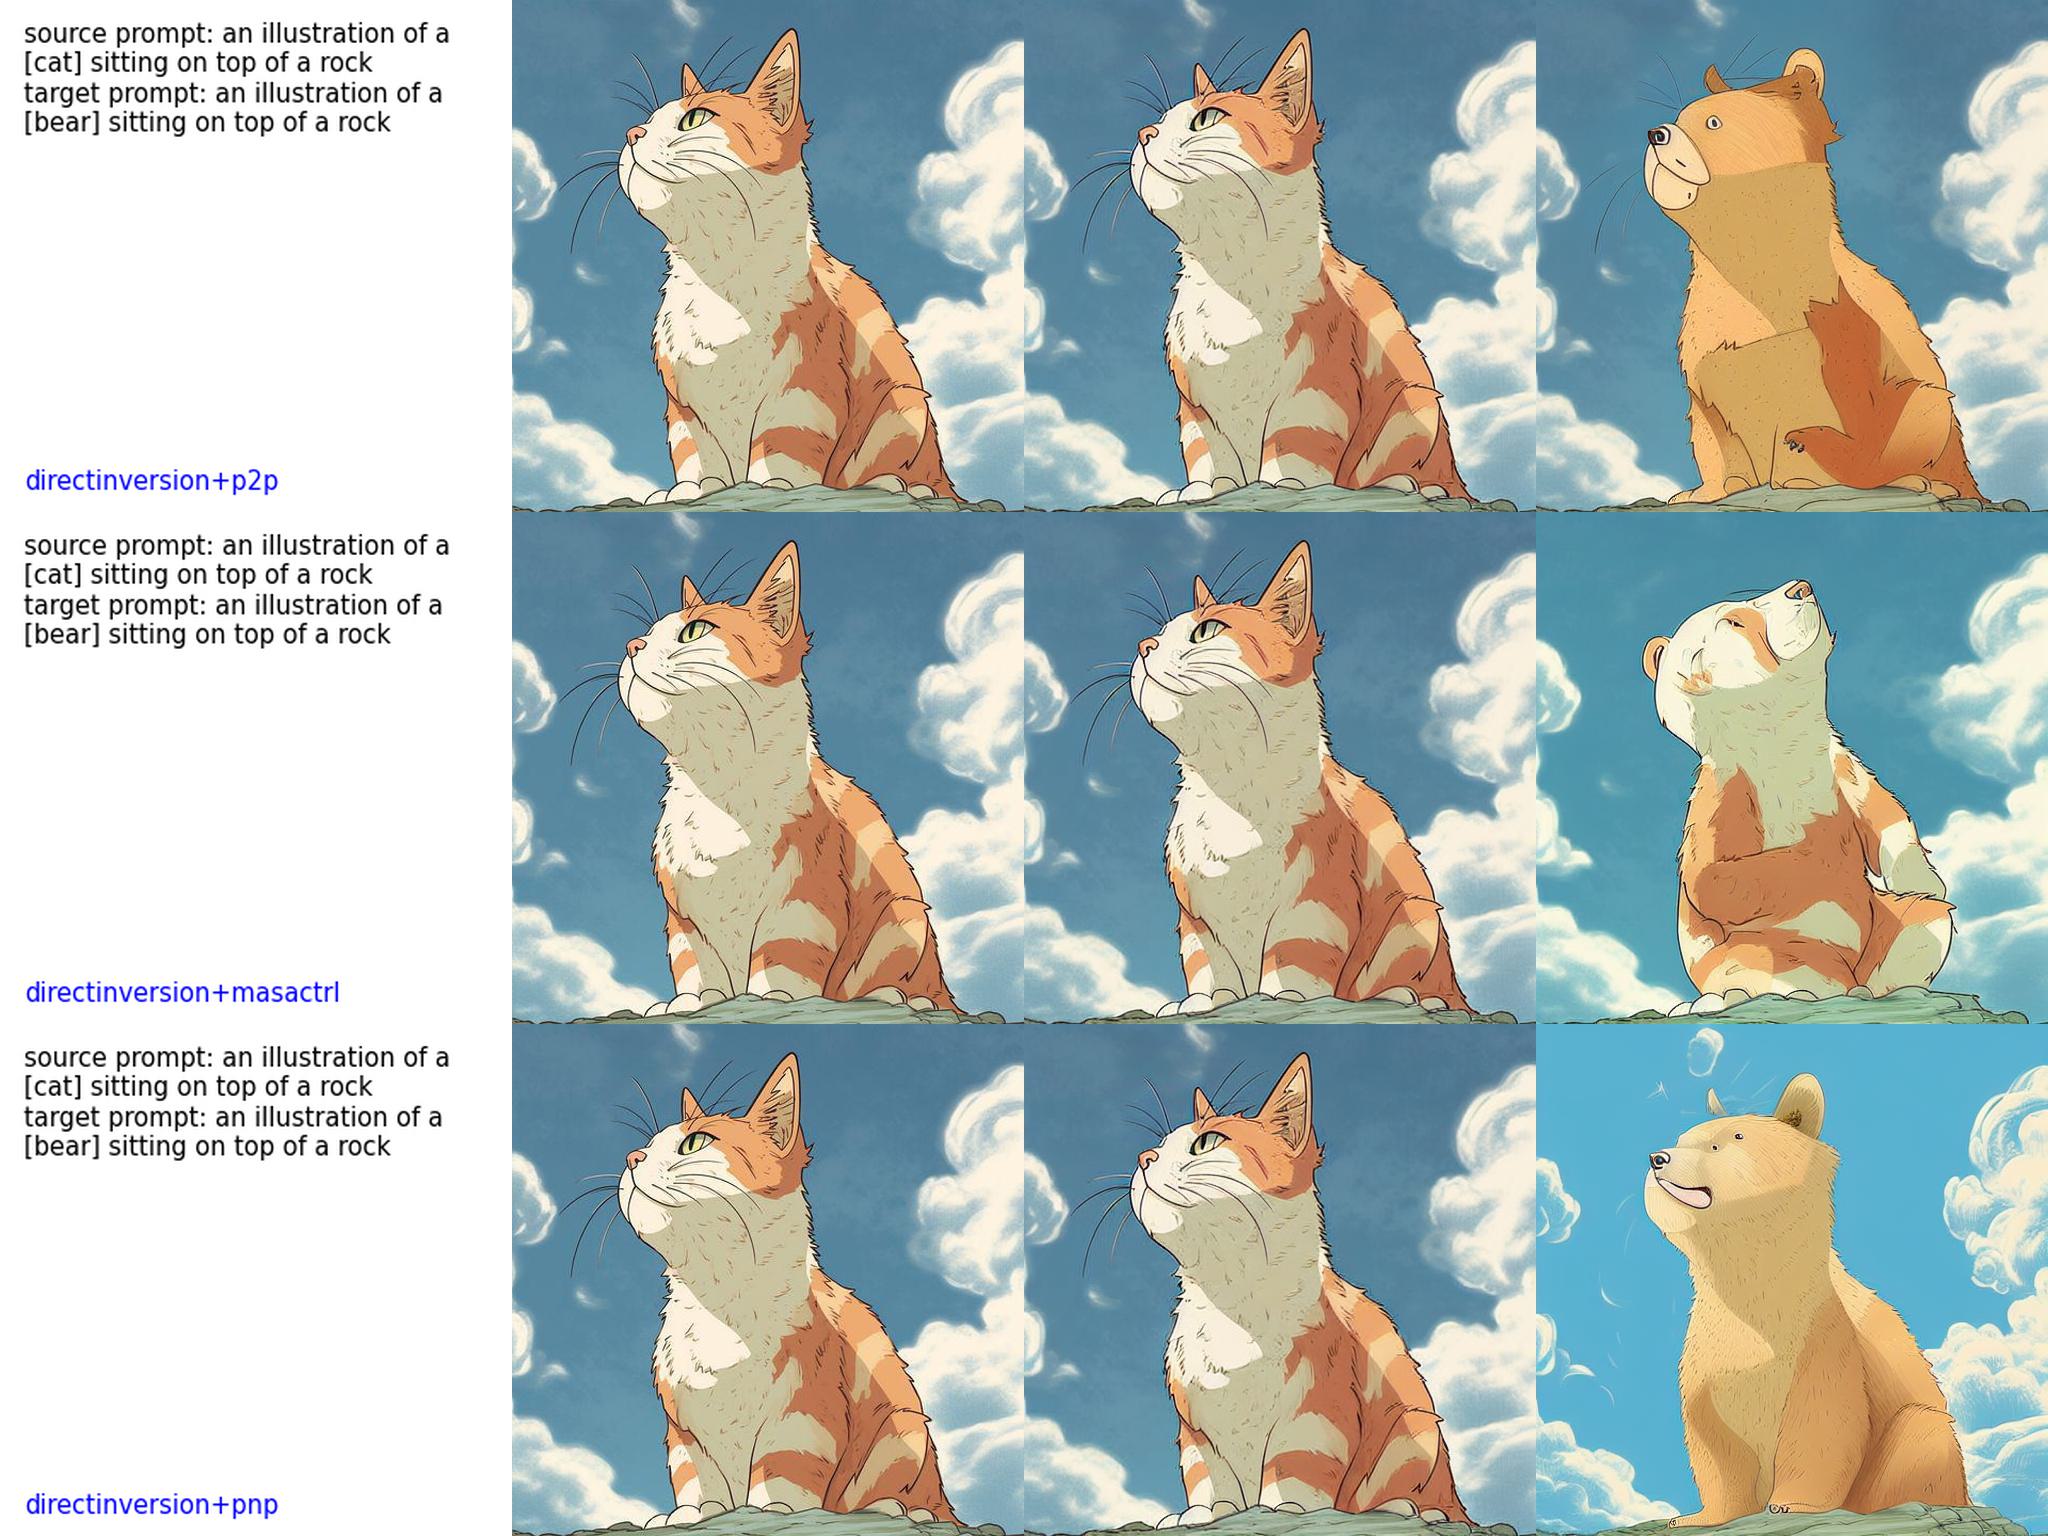 source prompt: an illustration of a
[cat] sitting on top of a rock
target prompt: an illustration of a
[bear] sitting on top of a rock
directinversion+p2p
source prompt: an illustration of a
[cat] sitting on top of a rock
target prompt: an illustration of a
[bear] sitting on top of a rock
directinversion+masactrl
source prompt: an illustration of a
[cat] sitting on top of a rock
target prompt: an illustration of a
[bear] sitting on top of a rock
directinversion+pnp